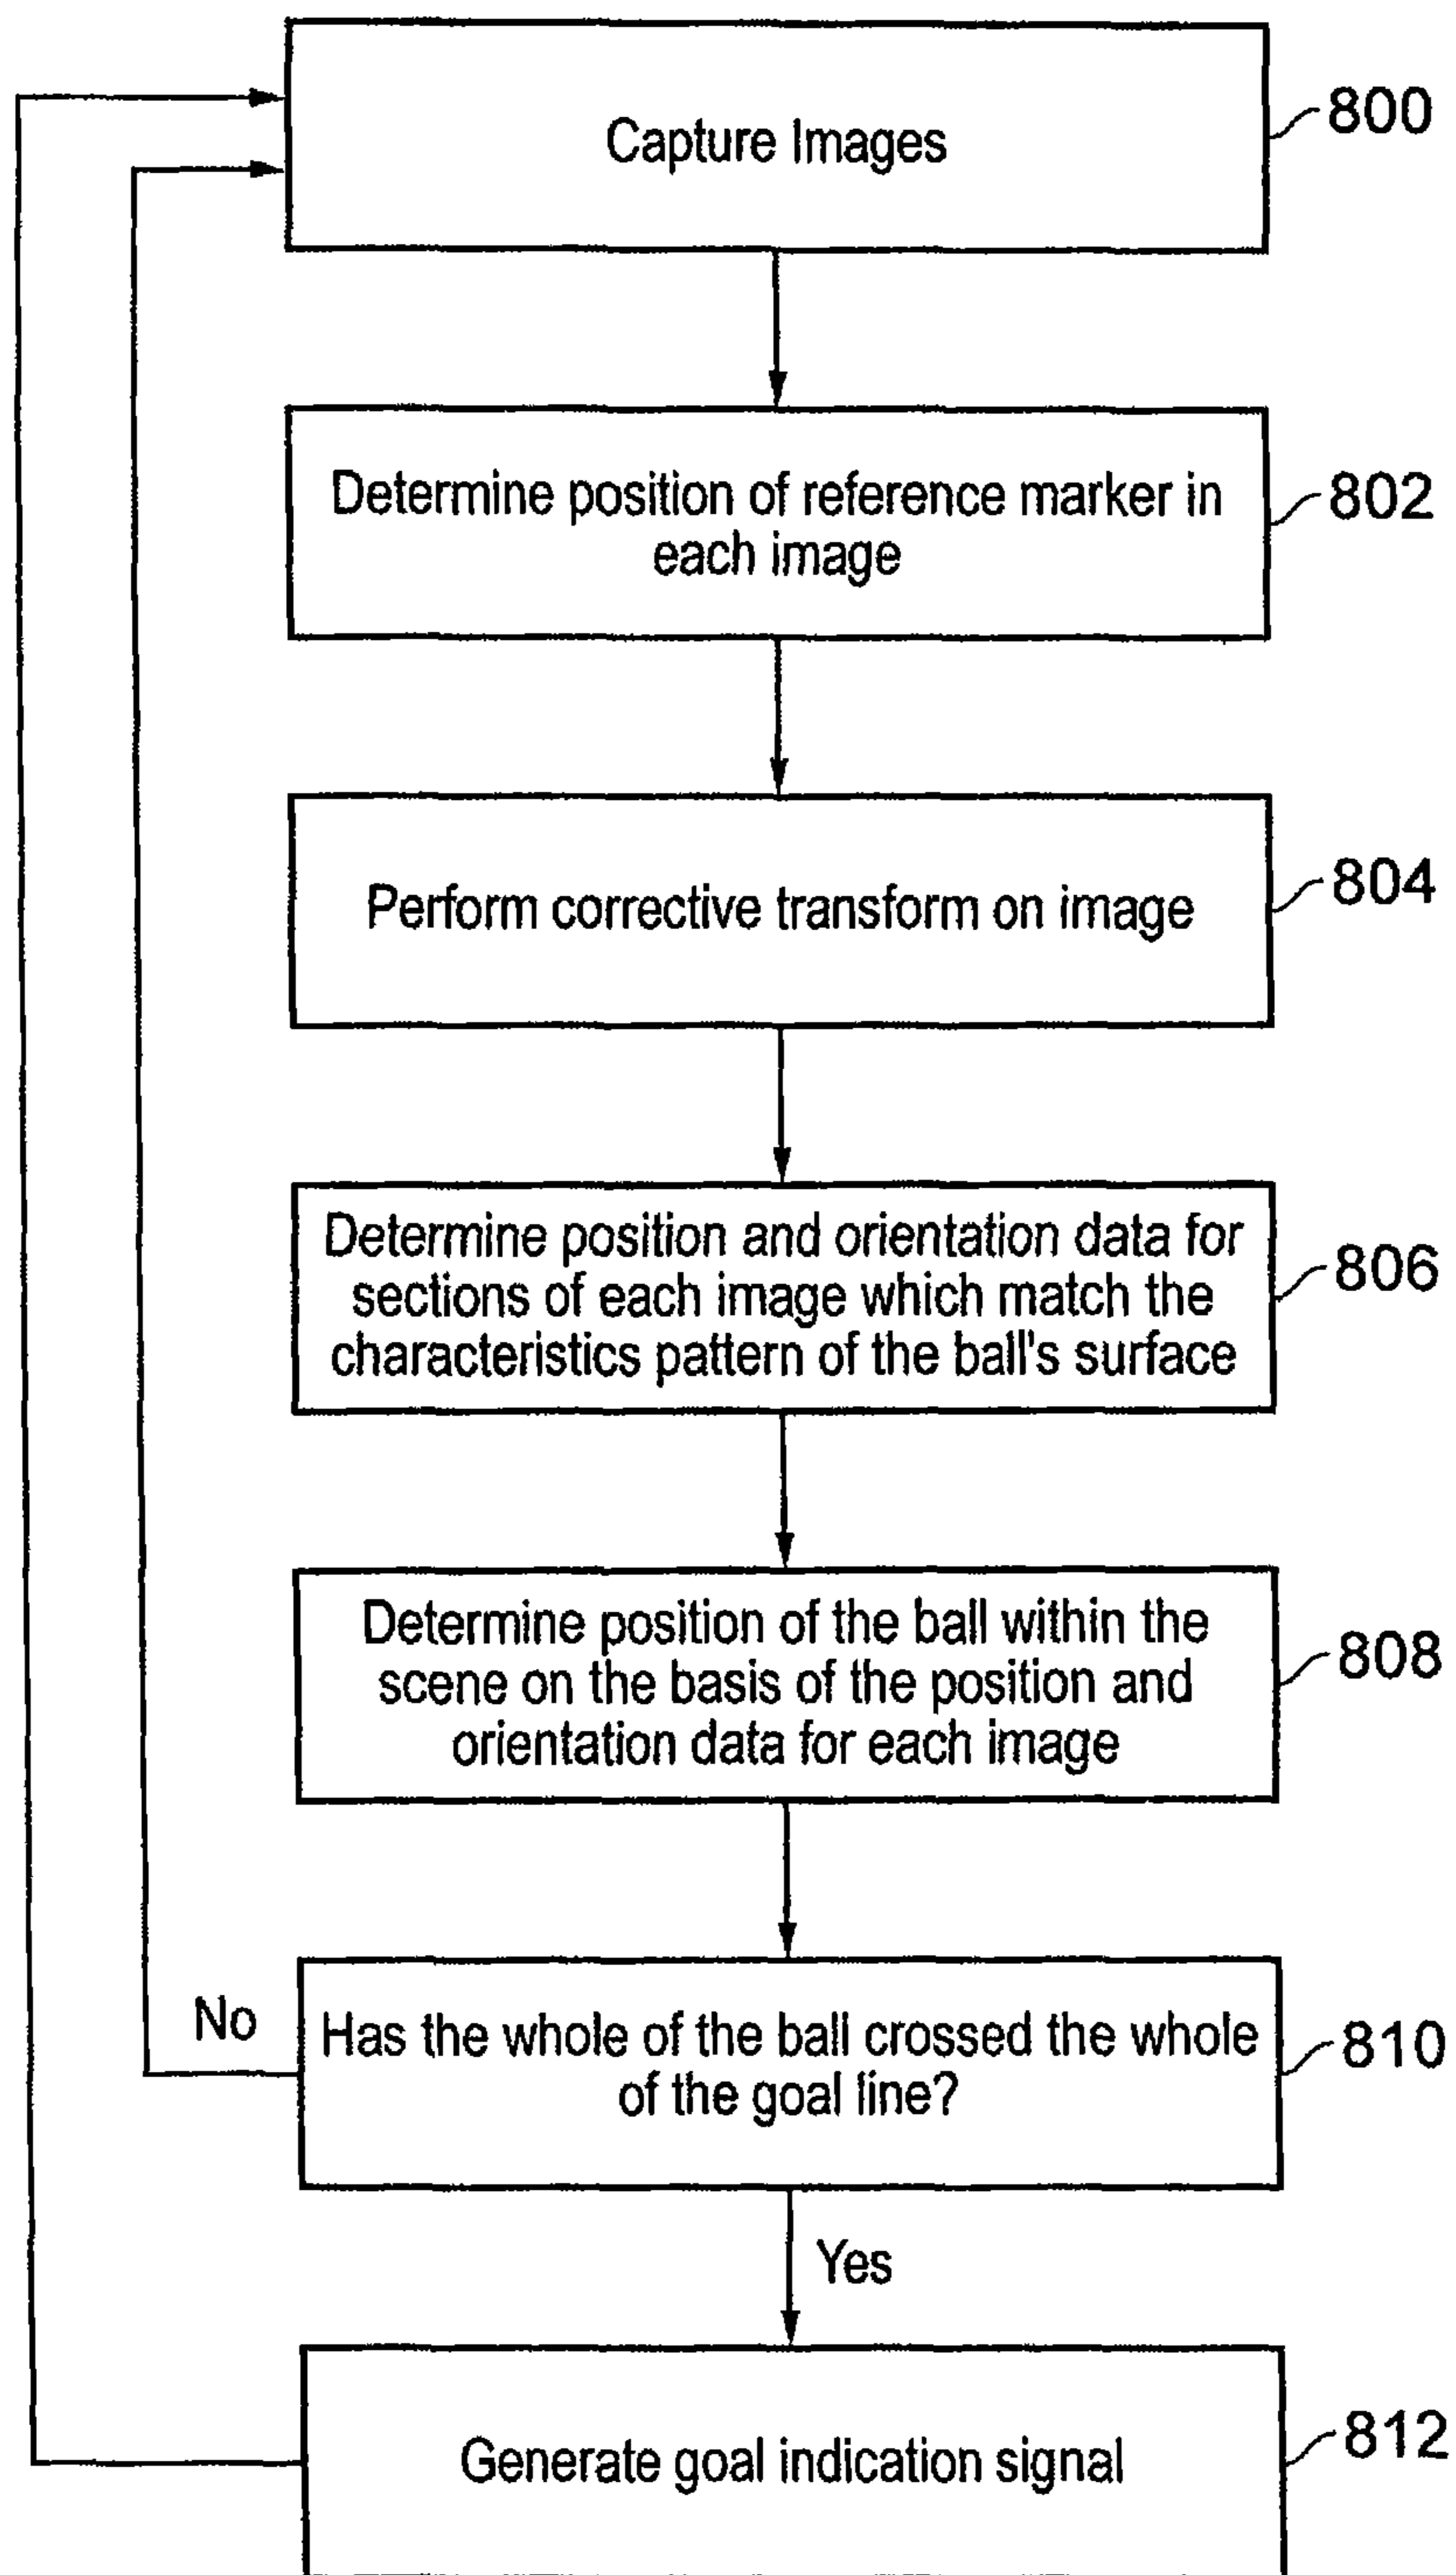 Capture Images
800
Determine position of reference marker in
each image
802
Perform corrective transform on image
804
Determine position and orientation data for
sections of each image which match the
characteristics pattern of the ball's surface
806
Determine position of the ball within the
scene on the basis of the position and
orientation data for each image
808
No
Has the whole of the ball crossed the whole
of the goal line?
810
Yes
Generate goal indication signal
812